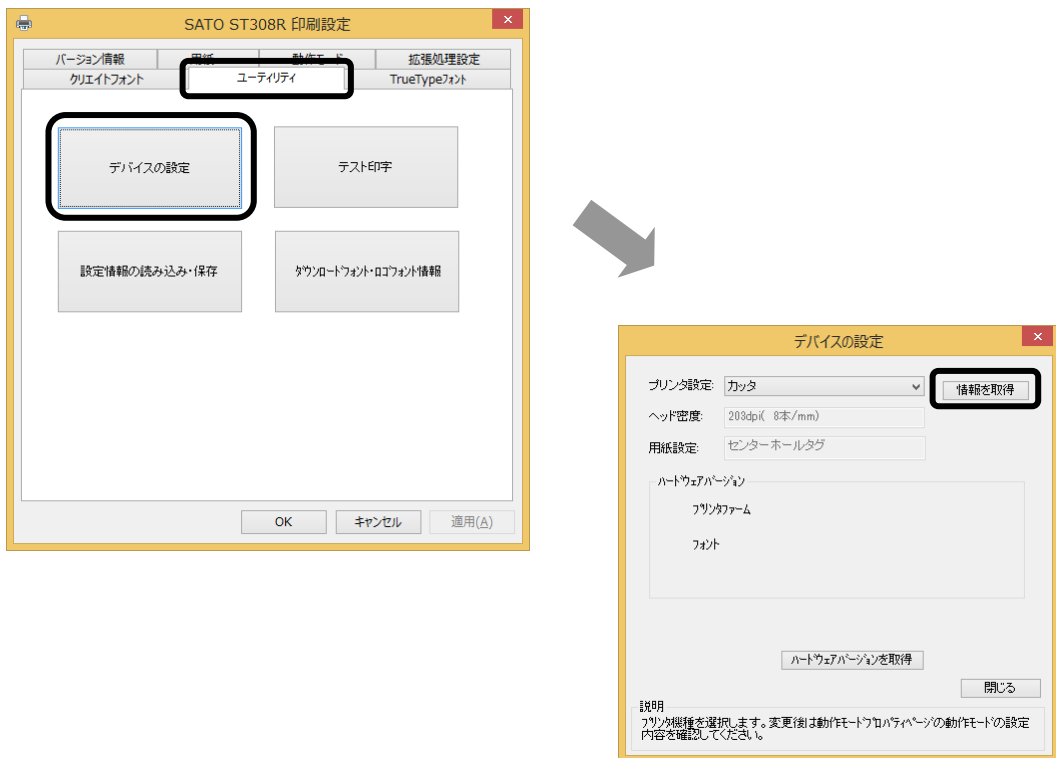 SATO ST308R 印刷設定
バージョン情報 用紙 動作モード 拡張処理設定
クリエイトフォント ユーティリティ TrueTypeフォント
デバイスの設定 テスト印字
設定情報の読み込み・保存 ダウンロードフォント・ロゴフォント情報
OK キャンセル 適用(A)
デバイスの設定
プリンタ設定: カッタ 情報を取得
ヘッド密度: 203dpi( 8本/mm)
用紙設定: センターホールタグ
ハードウェアバージョン
プリンタファーム
フォント
ハードウェアバージョンを取得
閉じる
説明
プリンタ機種を選択します。変更後は動作モードプロパティページの動作モードの設定
内容を確認してください。